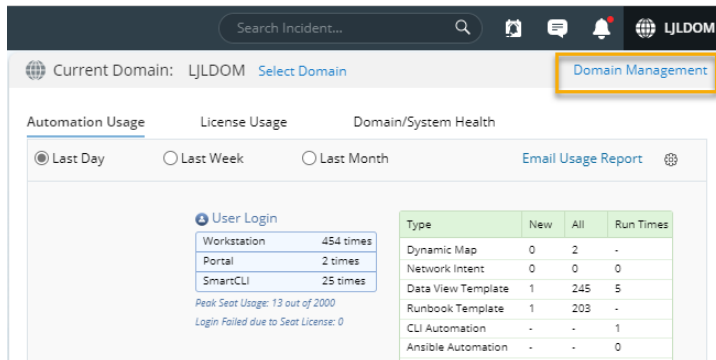 Search Incident...
LJLDOM
Current Domain: LJLDOM Select Domain
Domain Management
Automation Usage License Usage Domain/System Health
Last Day Last Week Last Month Email Usage Report
User Login
Workstation 454 times
Portal 2 times
SmartCLI 25 times
Peak Seat Usage: 13 out of 2000
Login Failed due to Seat License: 0
Type New All Run Times
Dynamic Map 0 2 -
Network Intent 0 0 0
Data View Template 1 245 5
Runbook Template 1 203 -
CLI Automation - - 1
Ansible Automation - - 0